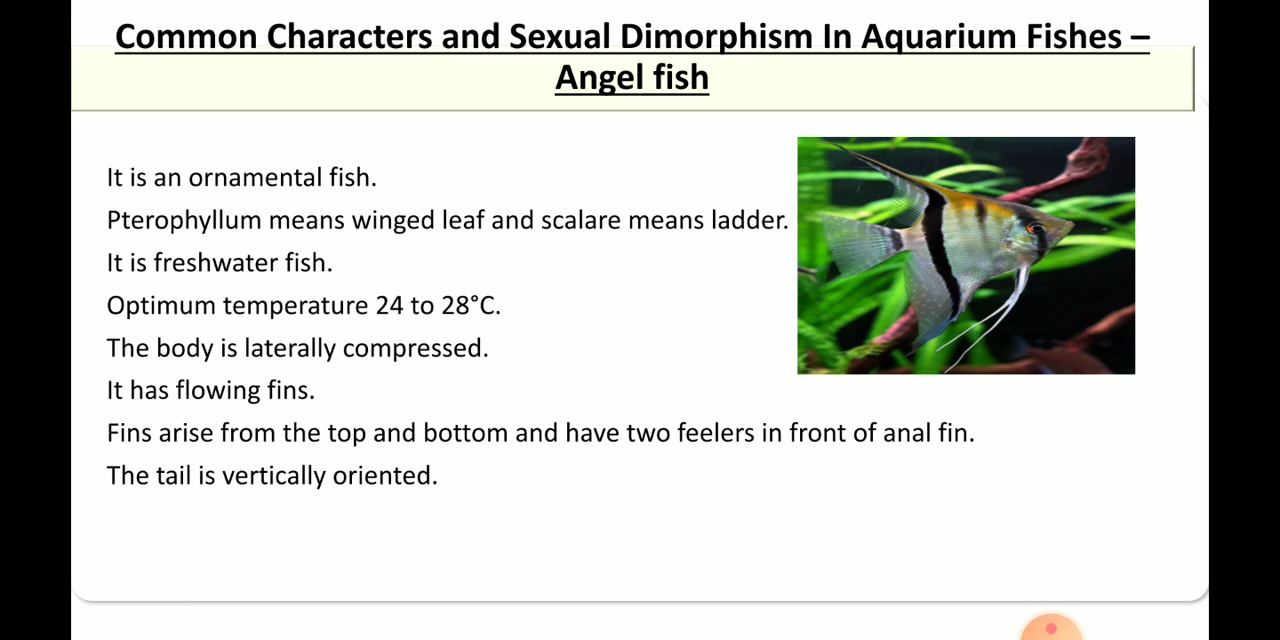 Common Characters and Sexual Dimorphism In Aquarium Fishes –
Angel fish
It is an ornamental fish.
Pterophyllum means winged leaf and scalare means ladder.
It is freshwater fish.
Optimum temperature 24 to 28°C.
The body is laterally compressed.
It has flowing fins.
Fins arise from the top and bottom and have two feelers in front of anal fin.
The tail is vertically oriented.